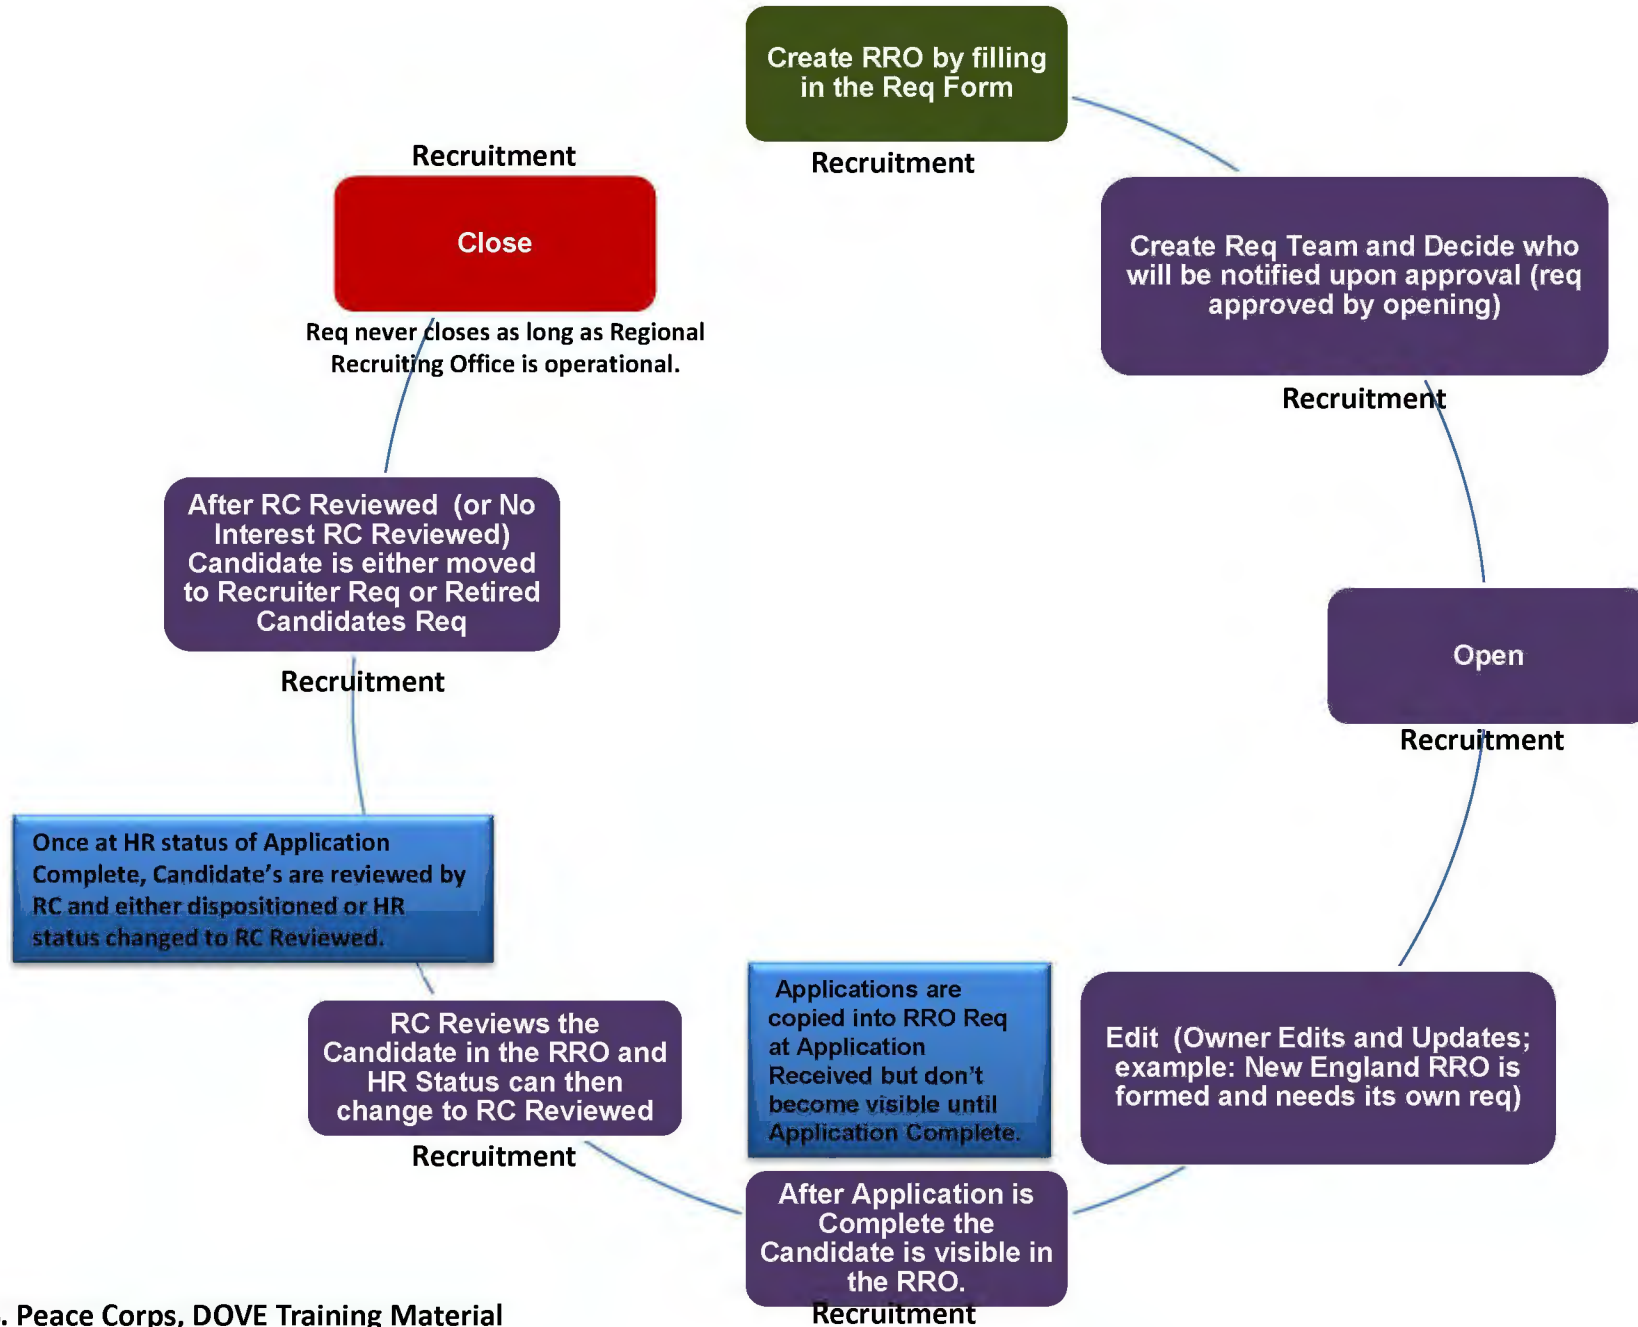 Create RRO by filling
in the Req Form
Recruitment
Create Req Team and Decide who
will be notified upon approval (req
approved by opening)
Recruitment
Open
Recruitment
Edit  (Owner Edits and Updates;
example: New England RRO is
formed and needs its own req)
Applications are
copied into RRO Req
at Application
Received but don't
become visible until
Application Complete.
After Application is
Complete the
Candidate is visible in
the RRO.
Recruitment
RC Reviews the
Candidate in the RRO and
HR Status can then
change to RC Reviewed
Recruitment
Once at HR status of Application
Complete, Candidate's are reviewed by
RC and either dispositioned or HR
status changed to RC Reviewed.
After RC Reviewed  (or No
Interest RC Reviewed)
Candidate is either moved
to Recruiter Req or Retired
Candidates Req
Recruitment
Recruitment
Close
Req never closes as long as Regional
Recruiting Office is operational.
. Peace Corps, DOVE Training Material